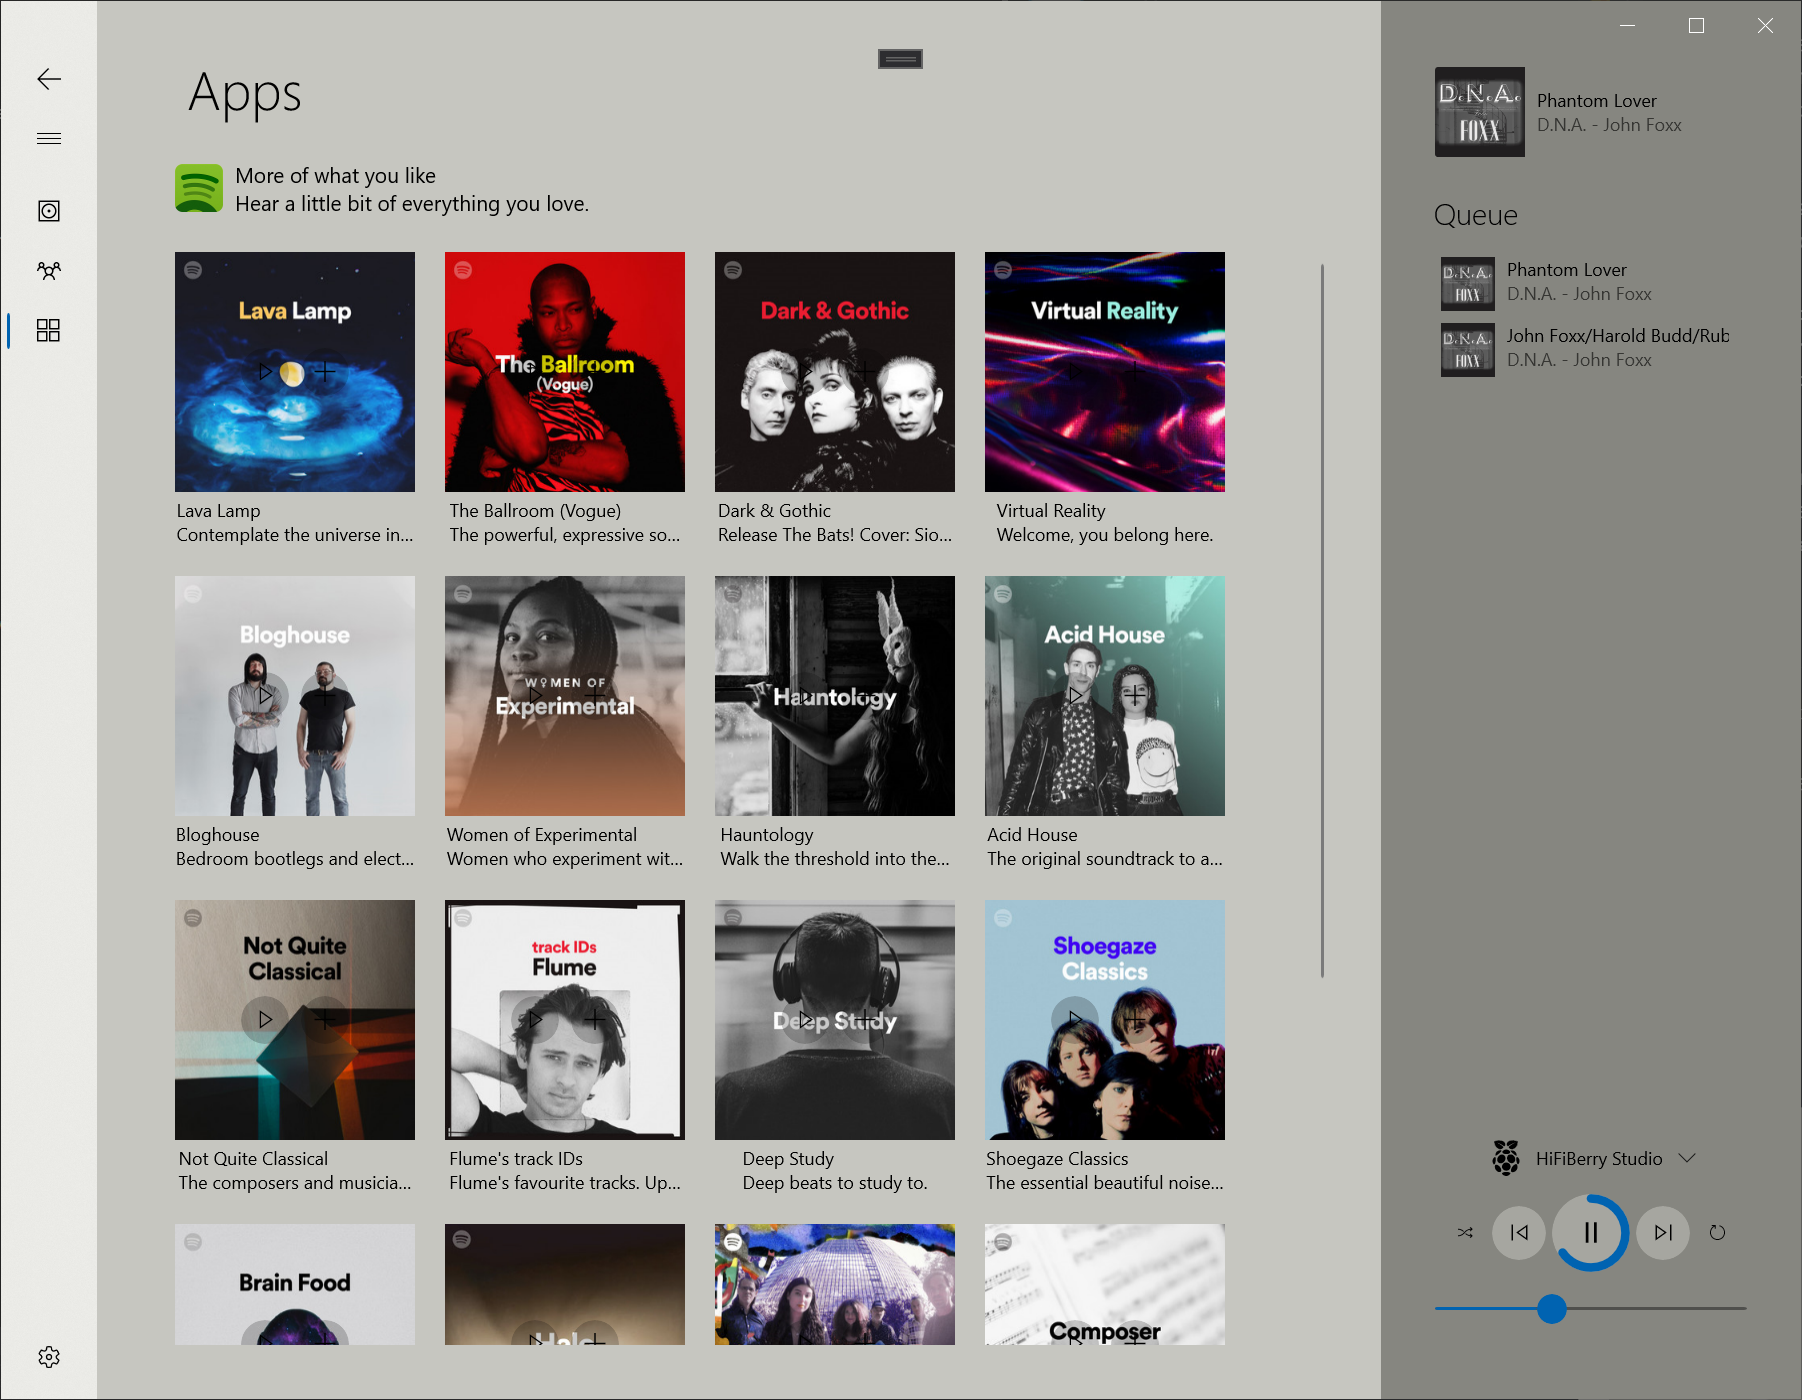 Apps
More of what you like
Hear a little bit of everything you love.
Lava Lamp
Lava Lamp
Contemplate the universe in...
The Ballroom
(Vogue)
The Ballroom (Vogue)
The powerful, expressive so...
Dark & Gothic
Dark & Gothic
Release The Bats! Cover: Sio...
Virtual Reality
Virtual Reality
Welcome, you belong here.
Bloghouse
Bloghouse
Bedroom bootlegs and elect...
WOMEN OF
Experimental
Women of Experimental
Women who experiment wit...
Hauntology
Hauntology
Walk the threshold into the...
Acid House
Acid House
The original soundtrack to a...
Not Quite
Classical
Not Quite Classical
The composers and musicia...
track IDs
Flume
Flume's track IDs
Flume's favourite tracks. Up...
Deep Study
Deep Study
Deep beats to study to.
Shoegaze
Classics
Shoegaze Classics
The essential beautiful noise...
Brain Food
Composer
D.N.A.
FOXX
Phantom Lover
D.N.A. - John Foxx
Queue
D.N.A.
FOXX
Phantom Lover
D.N.A. - John Foxx
D.N.A.
FOXX
John Foxx/Harold Budd/Rub
D.N.A. - John Foxx
HiFiBerry Studio